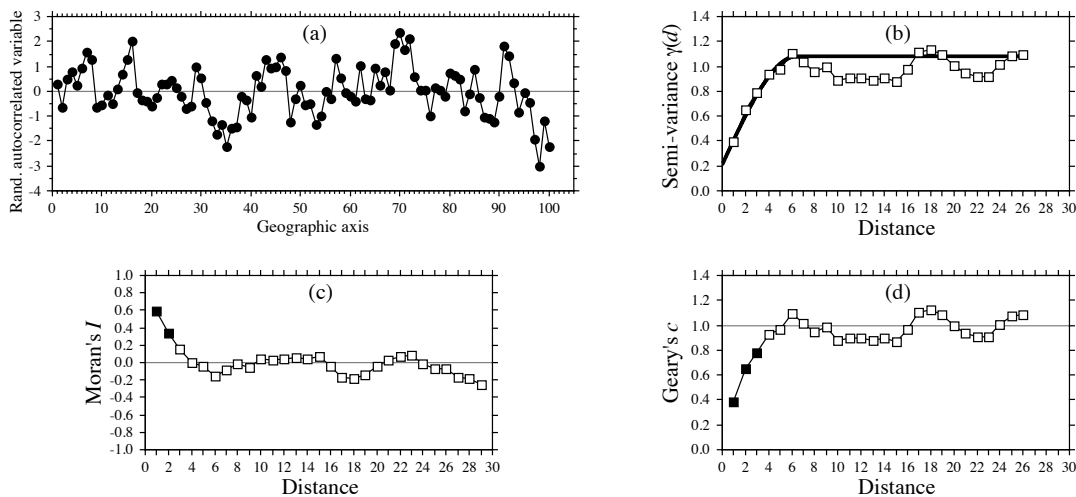 (a)
Rand. autocorrelated variable
3
2
1
0
-1
-2
-3
-4
0 10 20 30 40 50 60 70 80 90 100
Geographic axis
(b)
Semi-variance γ(d)
1.4
1.2
1.0
0.8
0.6
0.4
0.2
0.0
0 2 4 6 8 10 12 14 16 18 20 22 24 26 28 30
Distance
(c)
Moran's I
1.0
0.8
0.6
0.4
0.2
0.0
-0.2
-0.4
-0.6
-0.8
-1.0
0 2 4 6 8 10 12 14 16 18 20 22 24 26 28 30
Distance
(d)
Geary's c
1.4
1.2
1.0
0.8
0.6
0.4
0.2
0.0
0 2 4 6 8 10 12 14 16 18 20 22 24 26 28 30
Distance